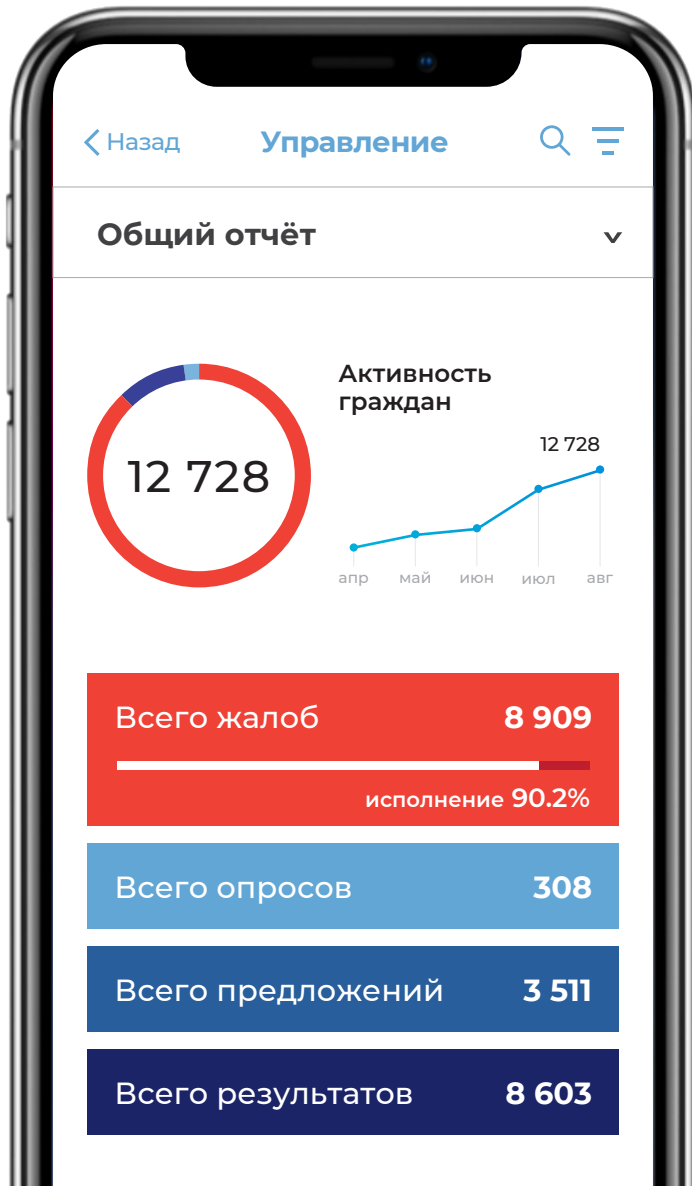 Назад
Управление
Общий отчёт
12 728
Активность
граждан
12 728
апр май июн июл авг
Всего жалоб 8 909
исполнение 90.2%
Всего опросов 308
Всего предложений 3 511
Всего результатов 8 603